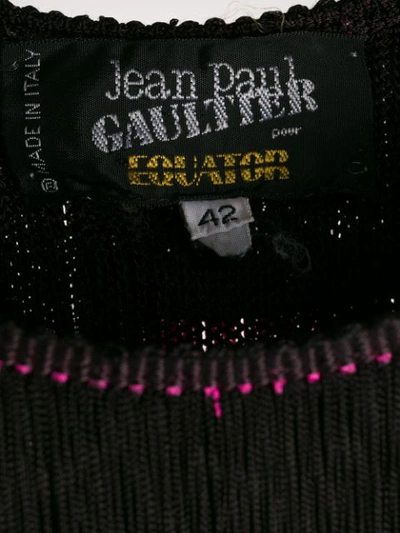 Jean Paul
GAULTIER
pour
EQUATOR
MADE IN ITALY
42